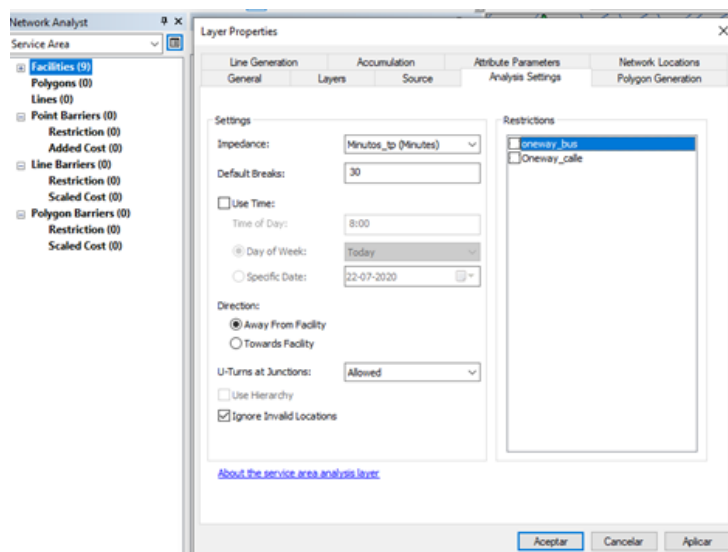 Network Analyst
Service Area
Facilities (9)
Polygons (0)
Lines (0)
Point Barriers (0)
Restriction (0)
Added Cost (0)
Line Barriers (0)
Restriction (0)
Scaled Cost (0)
Polygon Barriers (0)
Restriction (0)
Scaled Cost (0)
Layer Properties
Line Generation Accumulation Attribute Parameters Network Locations
General Layers Source Analysis Settings Polygon Generation
Settings
Impedance: Minutos_tp (Minutes)
Default Breaks: 30
Use Time:
Time of Day: 8:00
Day of Week: Today
Specific Date: 22-07-2020
Direction:
Away From Facility
Towards Facility
U-Turns at Junctions: Allowed
Use Hierarchy
Ignore Invalid Locations
Restrictions
oneway_bus
Oneway_calle
About the service area analysis layer
Aceptar Cancelar Aplicar